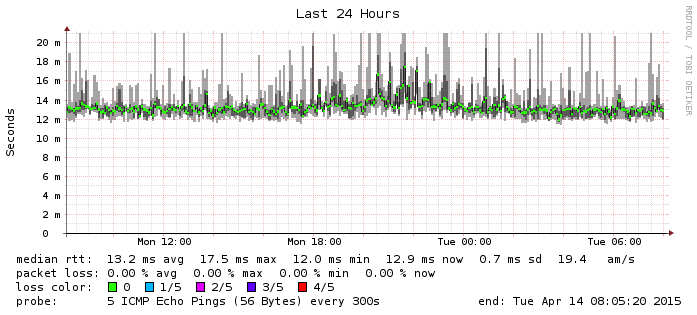 Last 24 Hours
RRDTOOL / TOBI OETIKER
Seconds
20 m
18 m
16 m
14 m
12 m
10 m
8 m
6 m
4 m
2 m
0
Mon 12:00 Mon 18:00 Tue 00:00 Tue 06:00
median rtt: 13.2 ms avg 17.5 ms max 12.0 ms min 12.9 ms now 0.7 ms sd 19.4 am/s
packet loss: 0.00 % avg 0.00 % max 0.00 % min 0.00 % now
loss color: 0 1/5 2/5 3/5 4/5
probe: 5 ICMP Echo Pings (56 Bytes) every 300s end: Tue Apr 14 08:05:20 2015